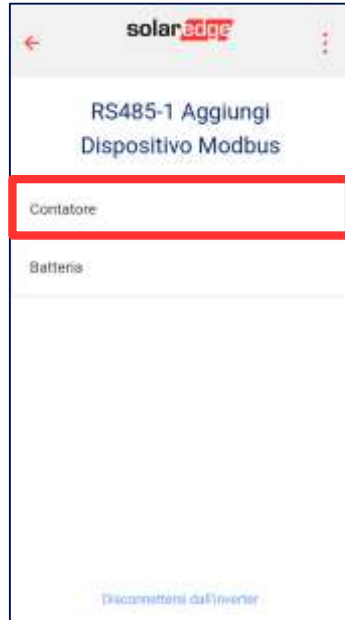 solaredge
RS485-1 Aggiungi
Dispositivo Modbus
Contatore
Batteria
Disconnettersi dall'inverter